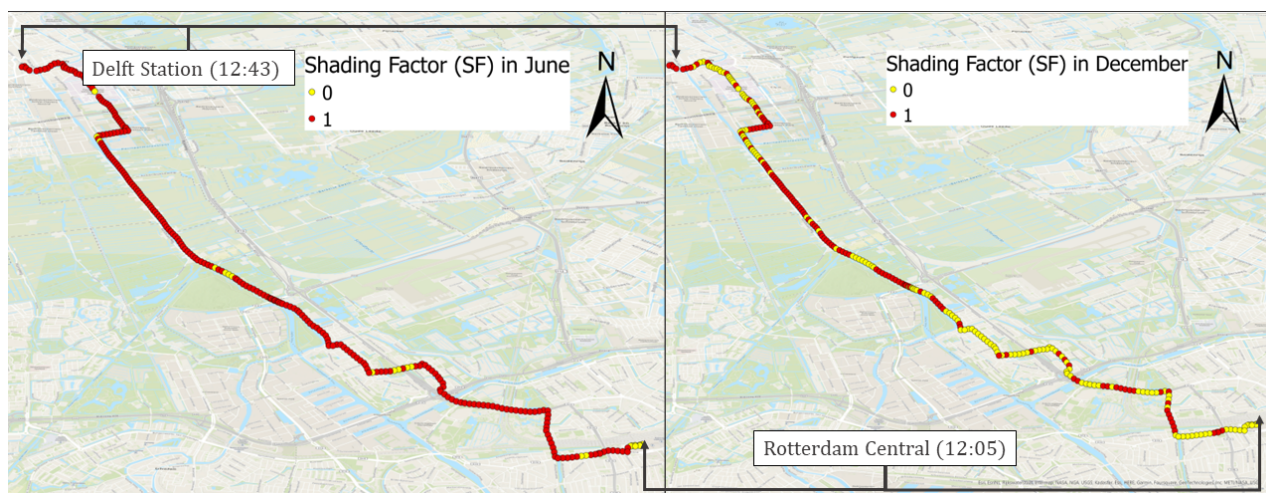 Delft Station (12:43)
Shading Factor (SF) in June
0
1
N
Shading Factor (SF) in December
0
1
N
Rotterdam Central (12:05)